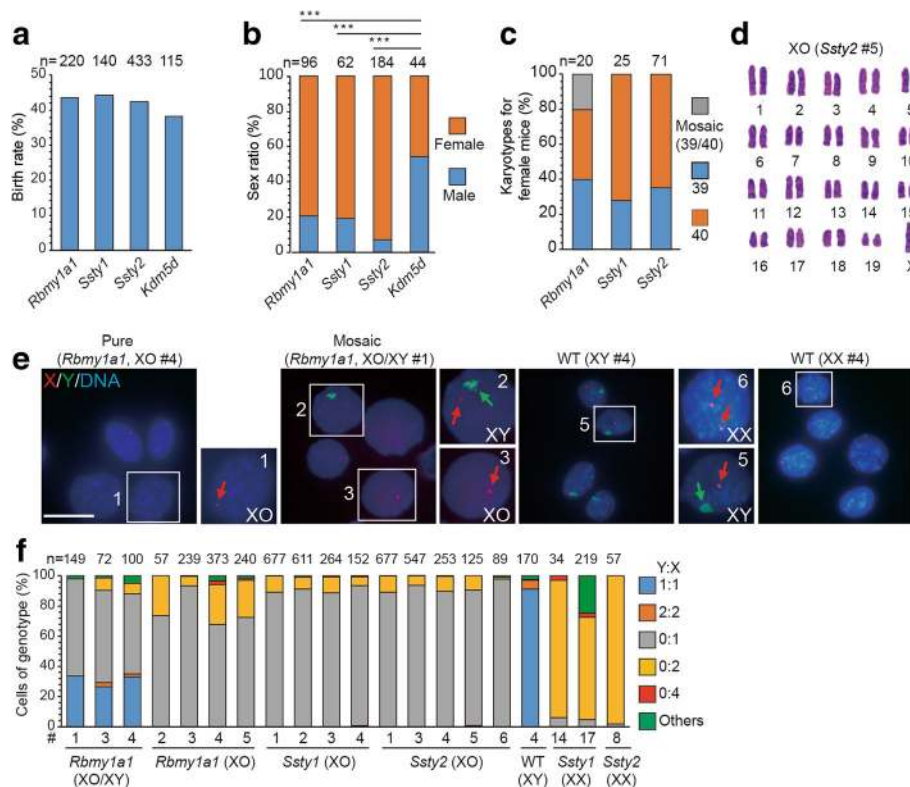 a
n= 220 140 433 115
Birth rate (%)
50
40
30
20
10
0
Rbmy1a1 Ssty1 Ssty2 Kdm5d
b
***
***
***
n= 96 62 184 44
Sex ratio (%)
100
80
60
40
20
0
Female
Male
Rbmy1a1 Ssty1 Ssty2 Kdm5d
c
n=20 25 71
Karyotypes for
female mice (%)
100
80
60
40
20
0
Mosaic
(39/40)
39
40
Rbmy1a1 Ssty1 Ssty2
d
XO (Ssty2 #5)
1 2 3 4 5
6 7 8 9
11 12 13 14
16 17 18 19
e
Pure
(Rbmy1a1, XO #4)
Mosaic
(Rbmy1a1, XO/XY #1)
WT (XY #4)
WT (XX #4)
X/Y/DNA
1
1
XO
2
3
2
XY
3
XO
5
6
XX
5
XY
6
f
n=149 72 100 57 239 373 240 677 611 264 152 677 547 253 125 89 170 34 219 57
Cells of genotype (%)
100
80
60
40
20
0
Y:X
1:1
2:2
0:1
0:2
0:4
Others
# 1 3 4 2 3 4 5 1 2 3 4 1 3 4 5 6 4 14 17 8
Rbmy1a1
(XO/XY)
Rbmy1a1 (XO)
Ssty1 (XO)
Ssty2 (XO)
WT
(XY)
Ssty1
(XX)
Ssty2
(XX)